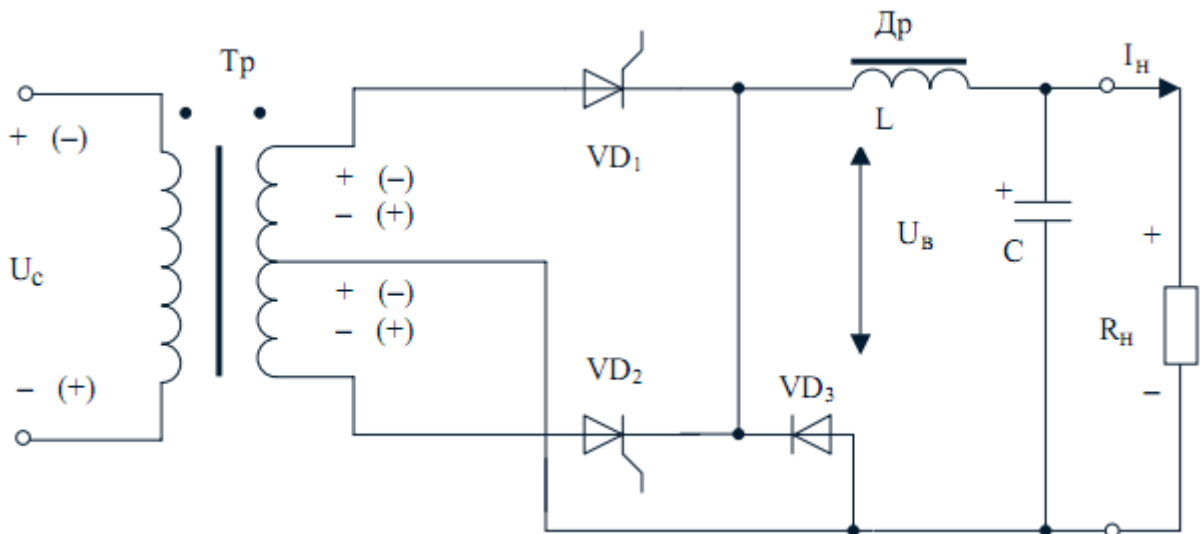 Др
Iн
Тр
+ (–)
L
VD1
+ (–)
– (+)
+
Uв
C
+
Uс
+ (–)
– (+)
Rн
VD2
VD3
–
– (+)